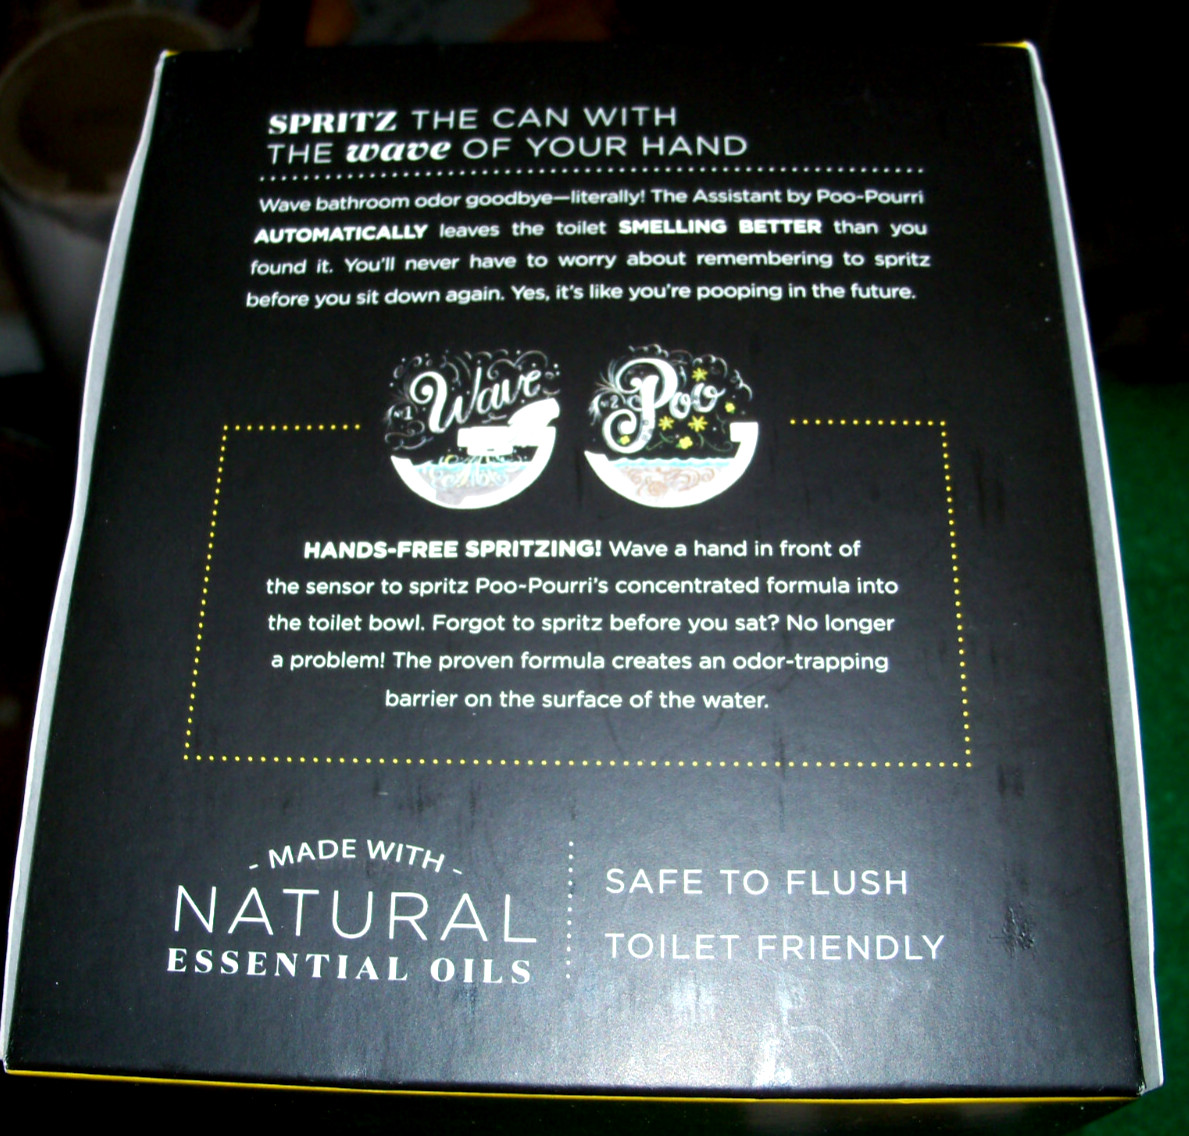 SPRITZ THE CAN WITH
THE wave OF YOUR HAND
Wave bathroom odor goodbye—literally! The Assistant by Poo-Pourri
AUTOMATICALLY leaves the toilet SMELLING BETTER than you
found it. You'll never have to worry about remembering to spritz
before you sit down again. Yes, it's like you're pooping in the future.
Nº1 Wave
Nº2 Poo
HANDS-FREE SPRITZING! Wave a hand in front of
the sensor to spritz Poo-Pourri's concentrated formula into
the toilet bowl. Forgot to spritz before you sat? No longer
a problem! The proven formula creates an odor-trapping
barrier on the surface of the water.
- MADE WITH -
NATURAL
ESSENTIAL OILS
SAFE TO FLUSH
TOILET FRIENDLY